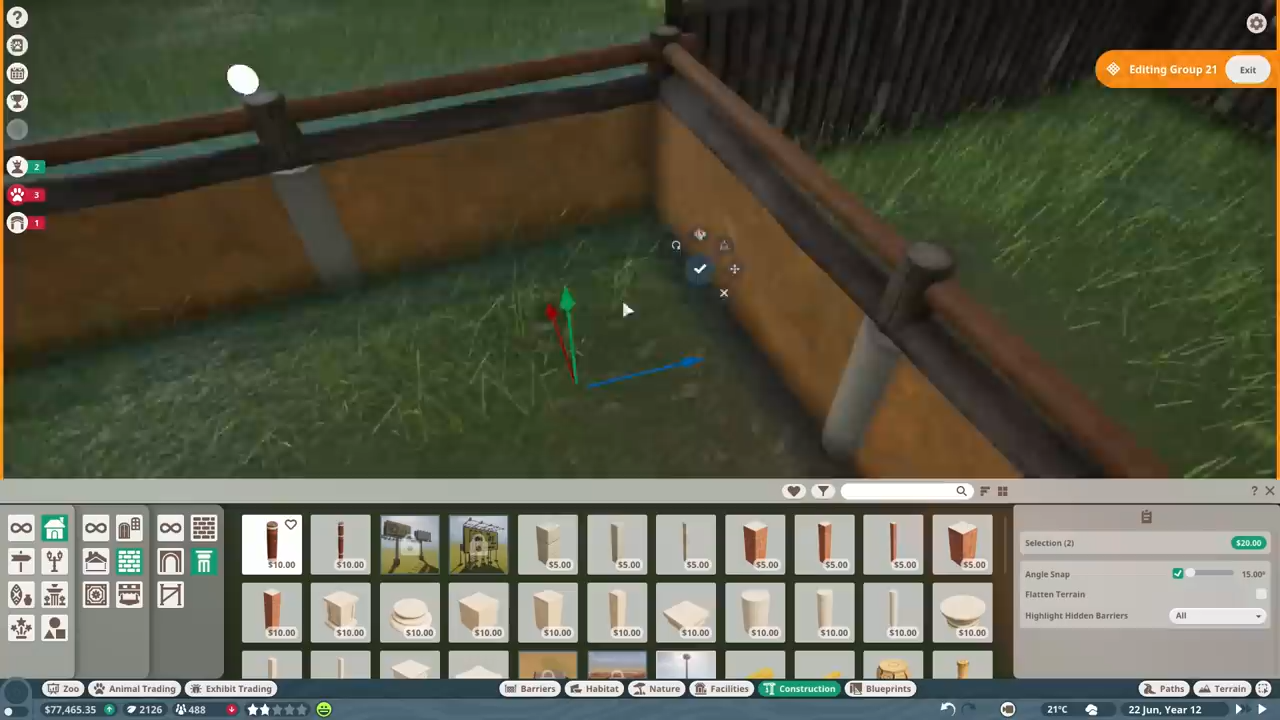 ?
Editing Group 21
Exit
2
3
1
? ×
$10.00
$10.00
$5.00
$5.00
$5.00
$5.00
$5.00
$5.00
$5.00
$10.00
$10.00
$10.00
$10.00
$10.00
$10.00
$10.00
$10.00
$10.00
$10.00
$10.00
Selection (2)
$20.00
Angle Snap
15.00°
Flatten Terrain
Highlight Hidden Barriers
All
Zoo
Animal Trading
Exhibit Trading
Barriers
Habitat
Nature
Facilities
Construction
Blueprints
Paths
Terrain
$77,465.35
2126
488
21°C
22 Jun, Year 12